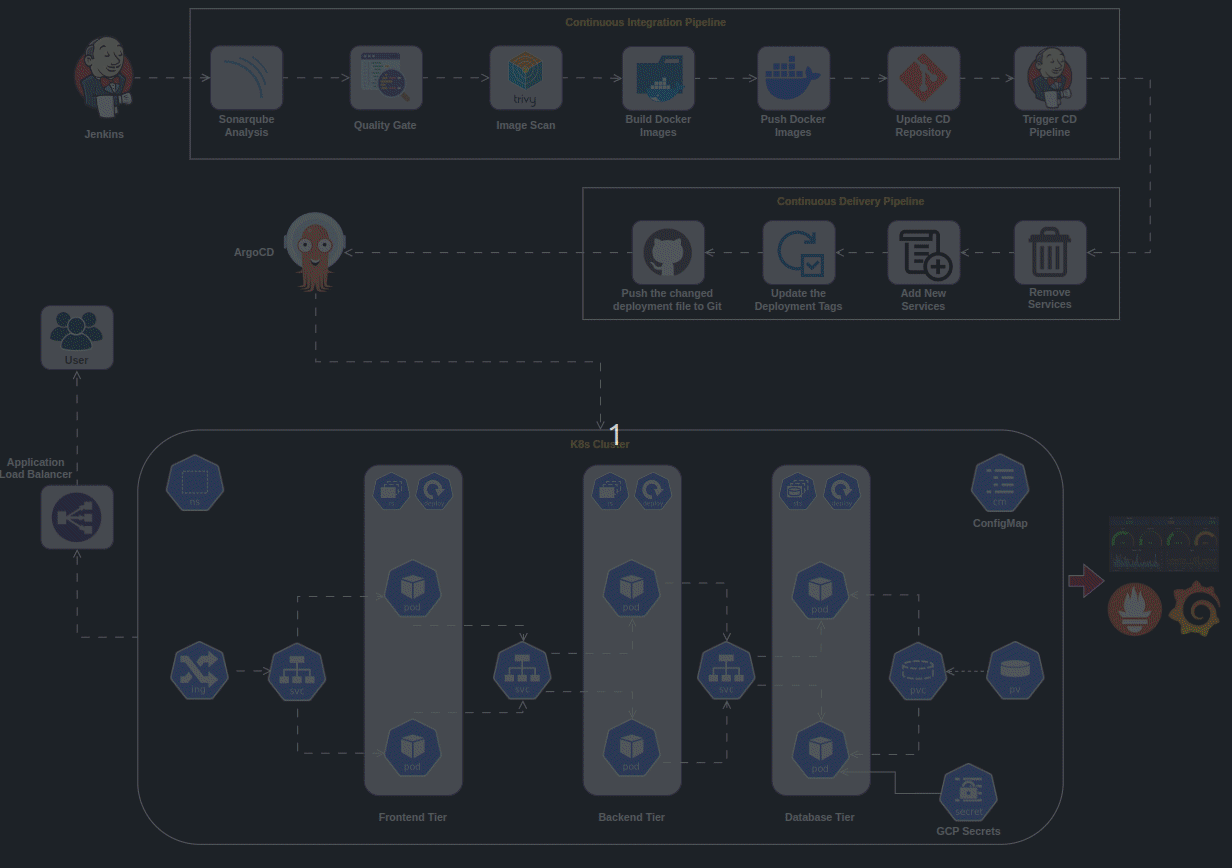 Continuous Integration Pipeline
trivy
Jenkins
Sonarqube
Analysis
Quality Gate
Image Scan
Build Docker
Images
Push Docker
Images
Update CD
Repository
Trigger CD
Pipeline
Continuous Delivery Pipeline
ArgoCD
Push the changed
deployment file to Git
Update the
Deployment Tags
Add New
Services
Remove
Services
User
1
K8s Cluster
Application
Load Balancer
ns
rs
deploy
rs
deploy
deploy
cm
ConfigMap
pod
pod
pod
ing
svc
svc
svc
pvc
pv
pod
pod
pod
secret
Frontend Tier
Backend Tier
Database Tier
GCP Secrets